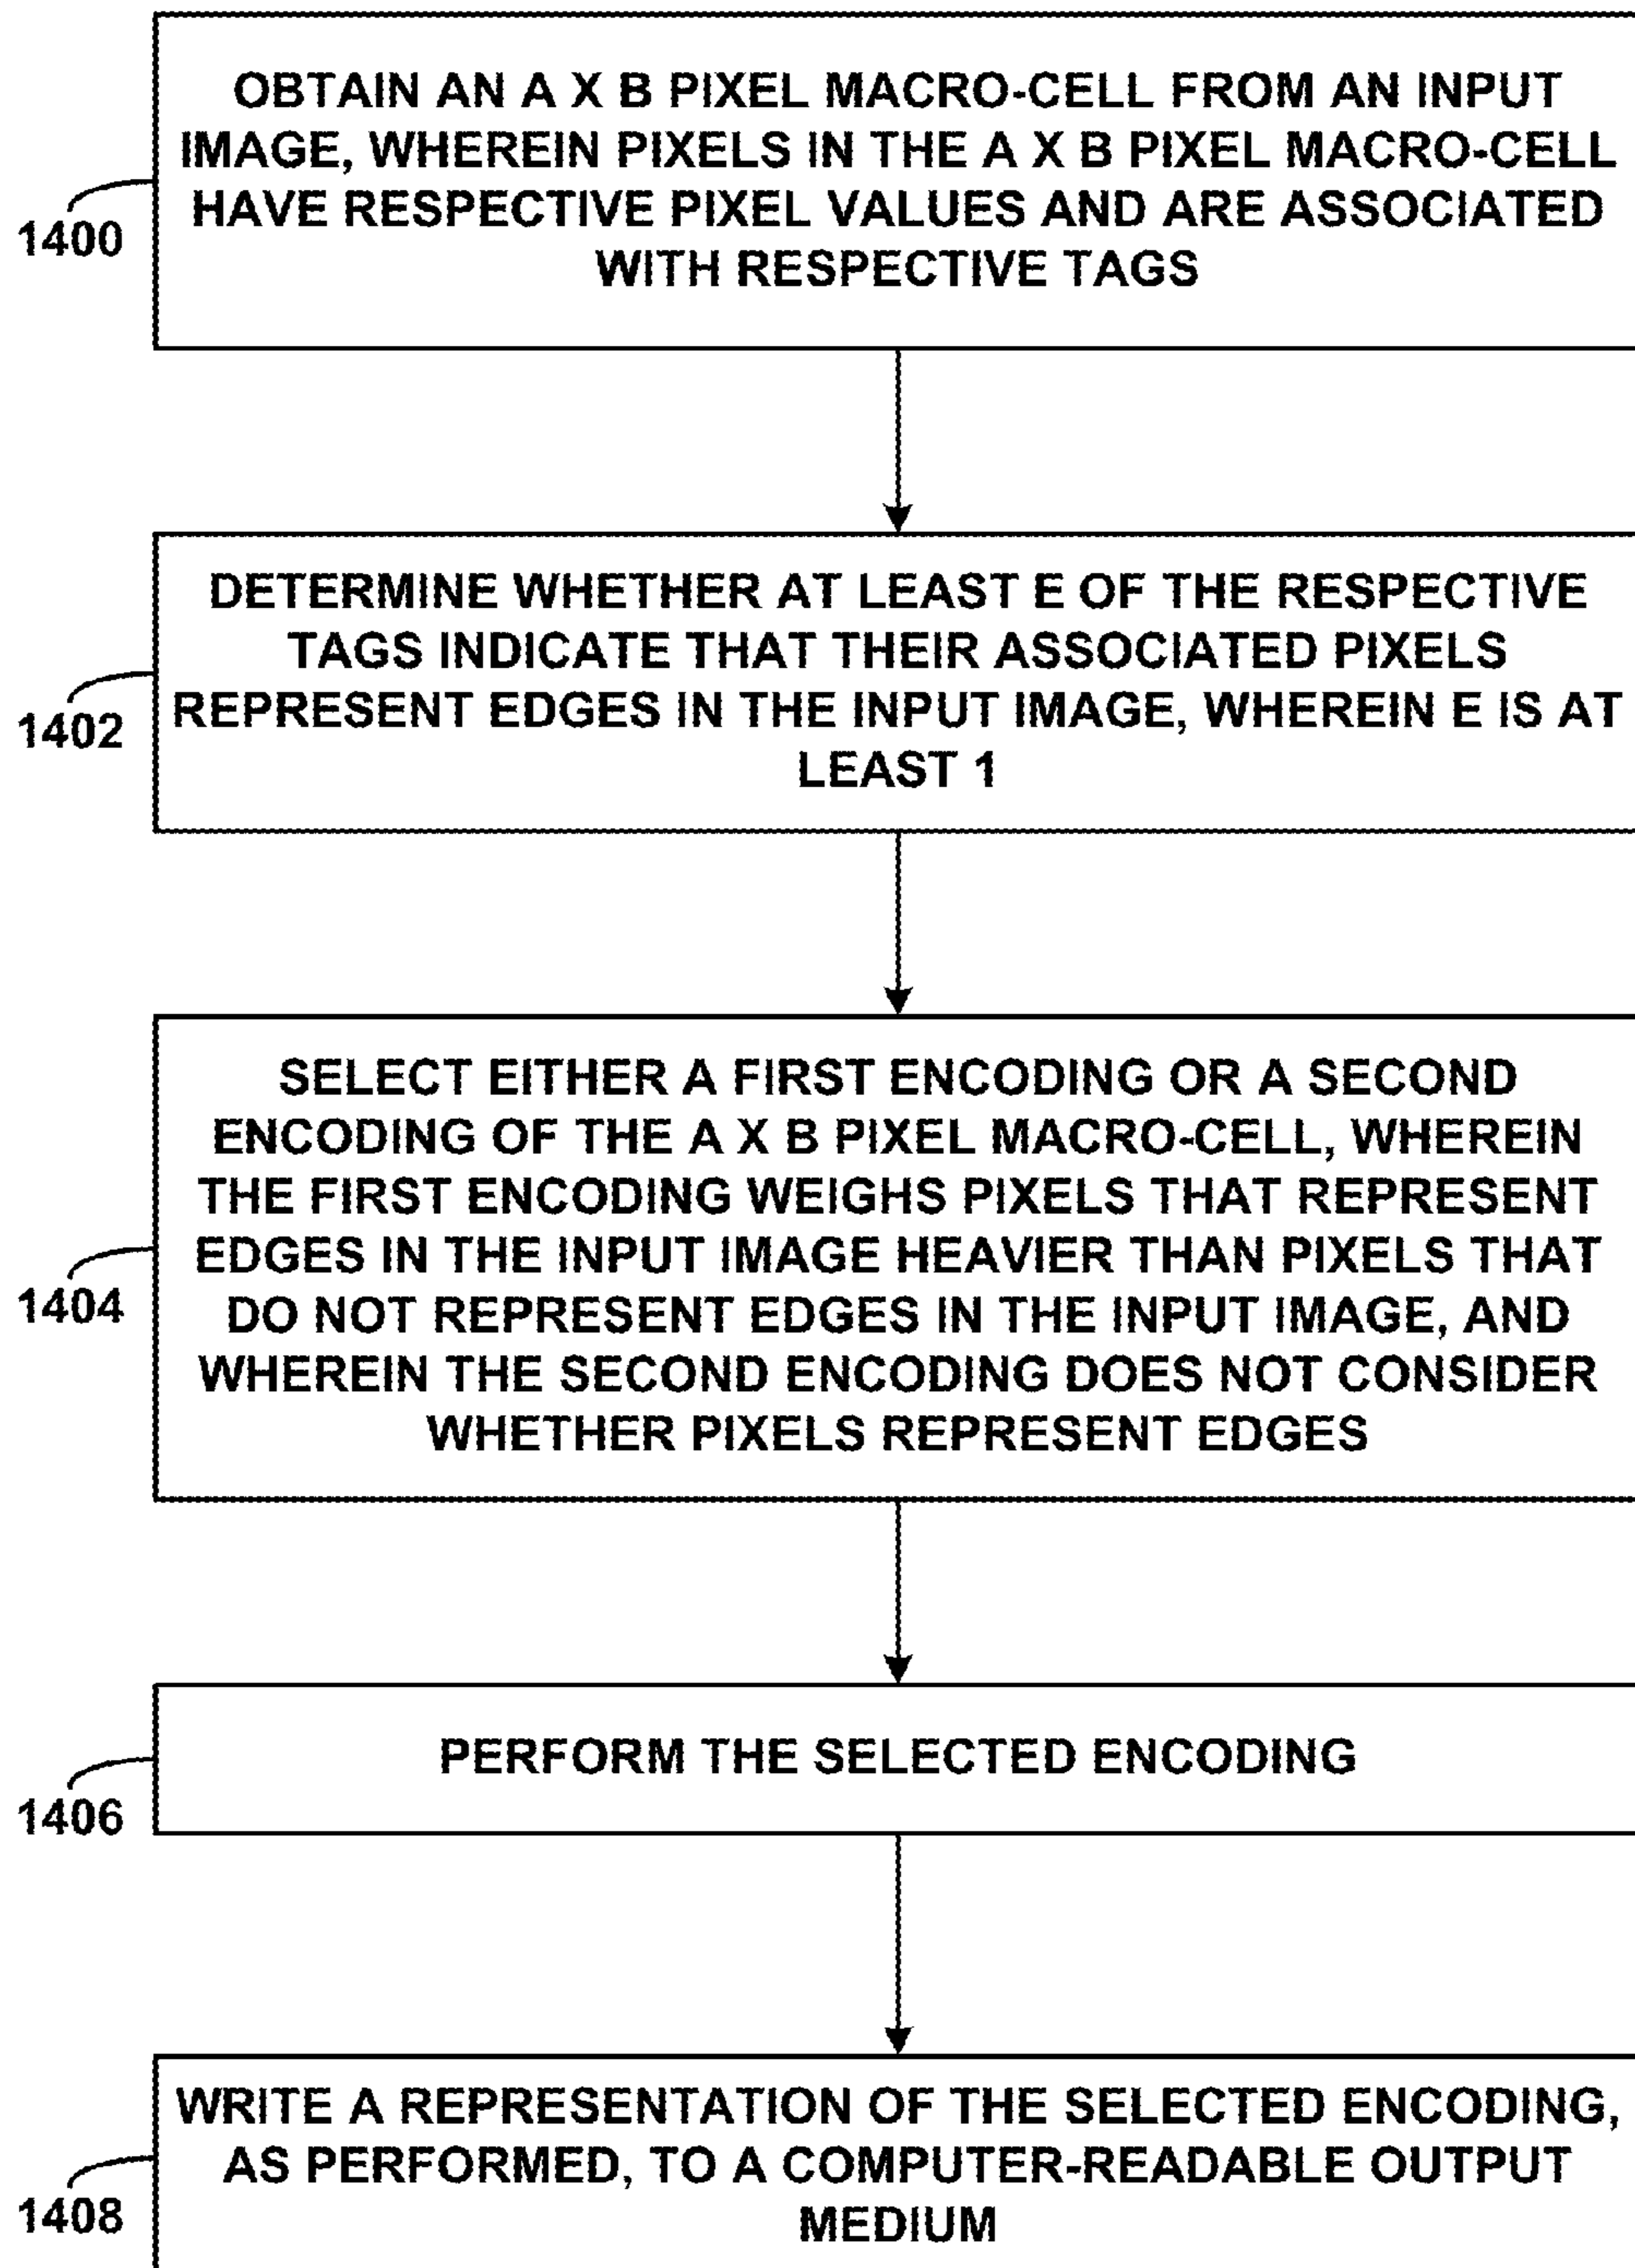 OBTAIN AN A X B PIXEL MACRO-CELL FROM AN INPUT
IMAGE, WHEREIN PIXELS IN THE A X B PIXEL MACRO-CELL
HAVE RESPECTIVE PIXEL VALUES AND ARE ASSOCIATED
WITH RESPECTIVE TAGS
1400
DETERMINE WHETHER AT LEAST E OF THE RESPECTIVE
TAGS INDICATE THAT THEIR ASSOCIATED PIXELS
REPRESENT EDGES IN THE INPUT IMAGE, WHEREIN E IS AT
LEAST 1
1402
SELECT EITHER A FIRST ENCODING OR A SECOND
ENCODING OF THE A X B PIXEL MACRO-CELL, WHEREIN
THE FIRST ENCODING WEIGHS PIXELS THAT REPRESENT
EDGES IN THE INPUT IMAGE HEAVIER THAN PIXELS THAT
DO NOT REPRESENT EDGES IN THE INPUT IMAGE, AND
WHEREIN THE SECOND ENCODING DOES NOT CONSIDER
WHETHER PIXELS REPRESENT EDGES
1404
PERFORM THE SELECTED ENCODING
1406
WRITE A REPRESENTATION OF THE SELECTED ENCODING,
AS PERFORMED, TO A COMPUTER-READABLE OUTPUT
MEDIUM
1408